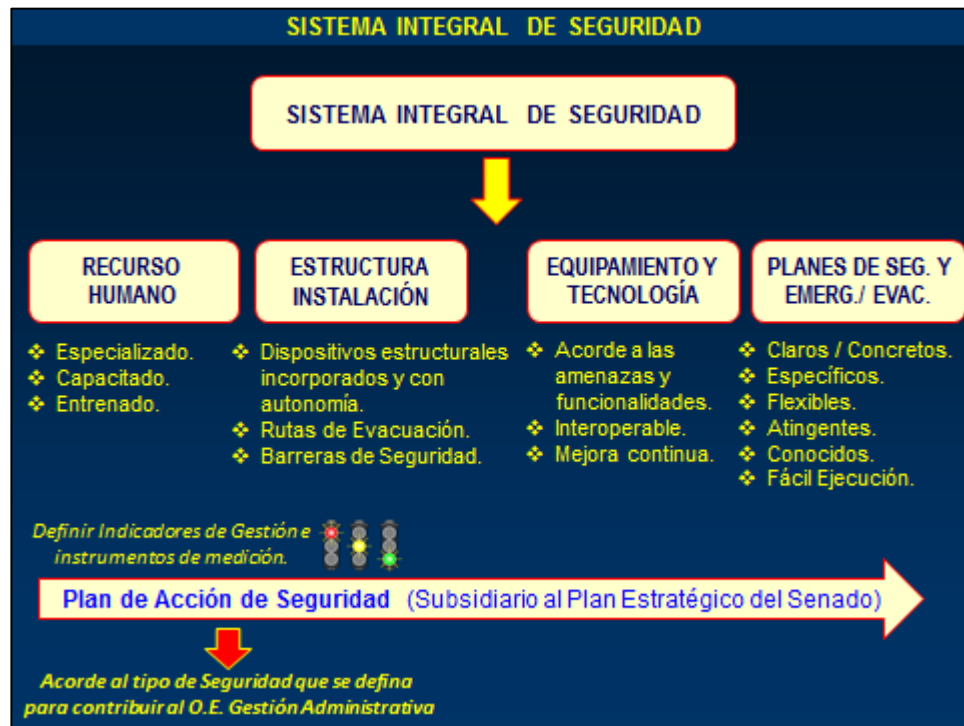 SISTEMA INTEGRAL DE SEGURIDAD
SISTEMA INTEGRAL DE SEGURIDAD
RECURSO
HUMANO
❖ Especializado.
❖ Capacitado.
❖ Entrenado.
ESTRUCTURA
INSTALACIÓN
❖ Dispositivos estructurales
incorporados y con
autonomía.
❖ Rutas de Evacuación.
❖ Barreras de Seguridad.
EQUIPAMIENTO Y
TECNOLOGÍA
❖ Acorde a las
amenazas y
funcionalidades.
❖ Interoperable.
❖ Mejora continua.
PLANES DE SEG. Y
EMERG./ EVAC.
❖ Claros / Concretos.
❖ Específicos.
❖ Flexibles.
❖ Atingentes.
❖ Conocidos.
❖ Fácil Ejecución.
Definir Indicadores de Gestión e
instrumentos de medición.
Plan de Acción de Seguridad (Subsidiario al Plan Estratégico del Senado)
Acorde al tipo de Seguridad que se defina
para contribuir al O.E. Gestión Administrativa